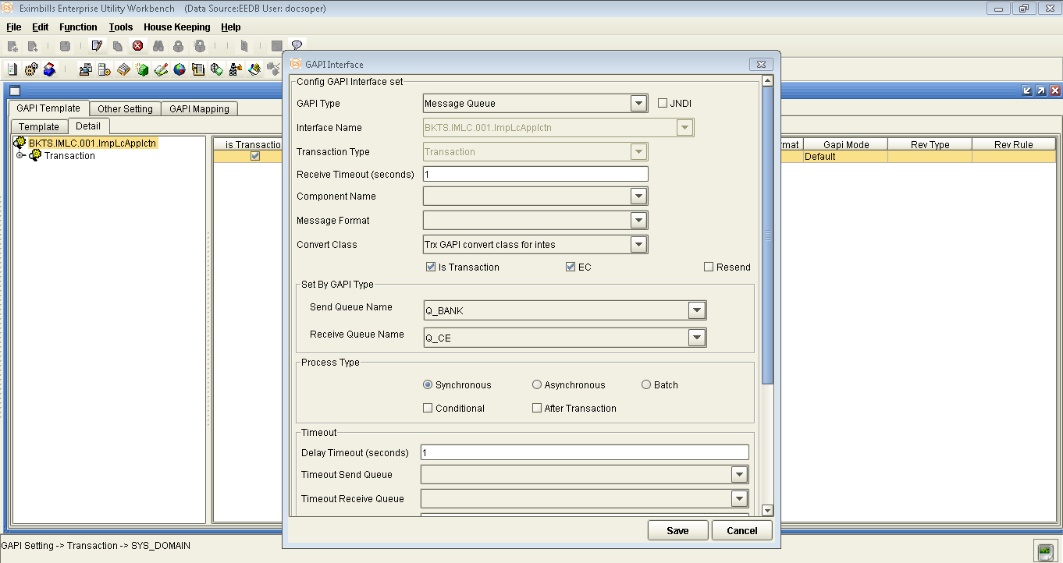 Eximbills Enterprise Utility Workbench (Data Source:EEDB User: docsoper)
File Edit Function Tools House Keeping Help
GAPI Template Other Setting GAPI Mapping
Template Detail
BKTS.IMLC.001.ImpLcAppIctn
Transaction
is Transactio
rmat Gapi Mode Rev Type Rev Rule
Default
GAPI Interface
Config GAPI Interface set
GAPI Type Message Queue JNDI
Interface Name BKTS.IMLC.001.ImpLcAppIctn
Transaction Type Transaction
Receive Timeout (seconds) 1
Component Name
Message Format
Convert Class Trx GAPI convert class for intes
Is Transaction EC Resend
Set By GAPI Type
Send Queue Name Q_BANK
Receive Queue Name Q_CE
Process Type
Synchronous Asynchronous Batch
Conditional After Transaction
Timeout
Delay Timeout (seconds) 1
Timeout Send Queue
Timeout Receive Queue
Save Cancel
GAPI Setting -> Transaction -> SYS_DOMAIN